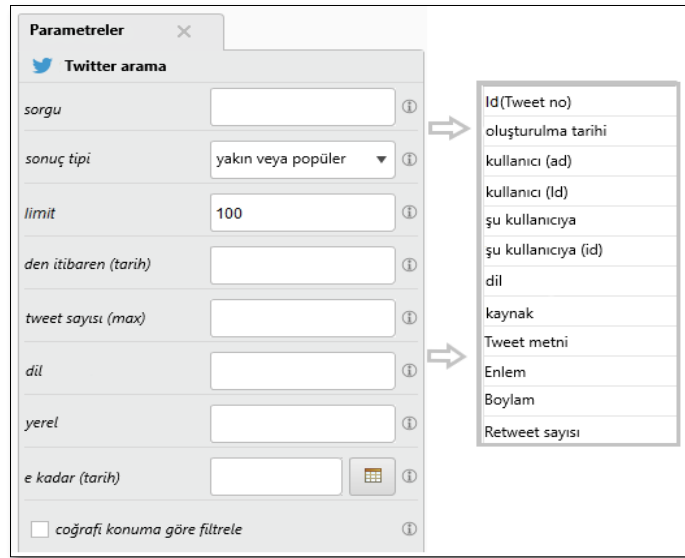 Parametreler
Twitter arama
sorgu
sonuç tipi
yakın veya popüler
limit
100
den itibaren (tarih)
tweet sayısı (max)
dil
yerel
e kadar (tarih)
coğrafi konuma göre filtrele
Id(Tweet no)
oluşturulma tarihi
kullanıcı (ad)
kullanıcı (Id)
şu kullanıcıya
şu kullanıcıya (id)
dil
kaynak
Tweet metni
Enlem
Boylam
Retweet sayısı